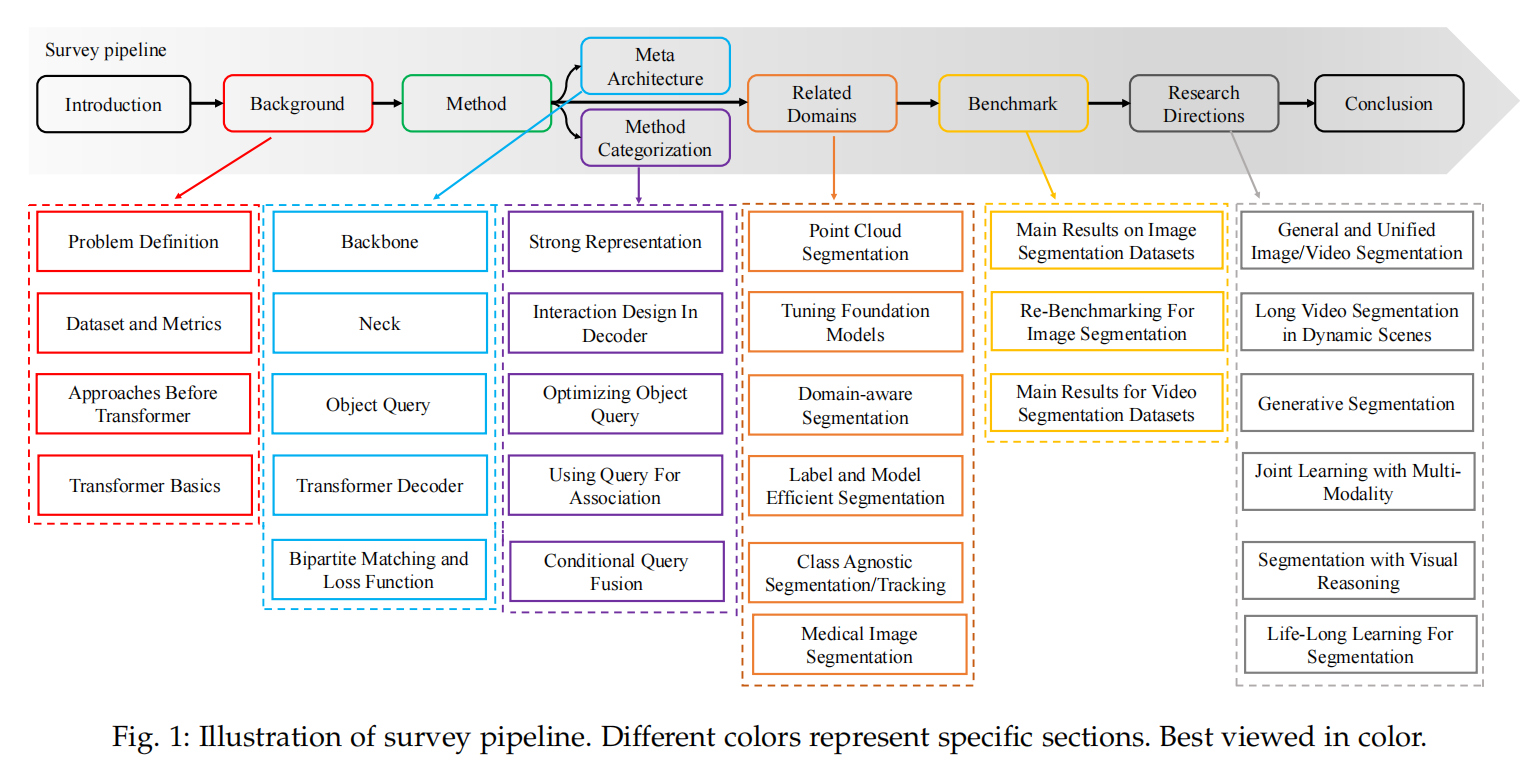 Survey pipeline
Introduction
Background
Method
Meta
Architecture
Method
Categorization
Related
Domains
Benchmark
Research
Directions
Conclusion
Problem Definition
Dataset and Metrics
Approaches Before
Transformer
Transformer Basics
Backbone
Neck
Object Query
Transformer Decoder
Bipartite Matching and
Loss Function
Strong Representation
Interaction Design In
Decoder
Optimizing Object
Query
Using Query For
Association
Conditional Query
Fusion
Point Cloud
Segmentation
Tuning Foundation
Models
Domain-aware
Segmentation
Label and Model
Efficient Segmentation
Class Agnostic
Segmentation/Tracking
Medical Image
Segmentation
Main Results on Image
Segmentation Datasets
Re-Benchmarking For
Image Segmentation
Main Results for Video
Segmentation Datasets
General and Unified
Image/Video Segmentation
Long Video Segmentation
in Dynamic Scenes
Generative Segmentation
Joint Learning with Multi-
Modality
Segmentation with Visual
Reasoning
Life-Long Learning For
Segmentation
Fig. 1: Illustration of survey pipeline. Different colors represent specific sections. Best viewed in color.